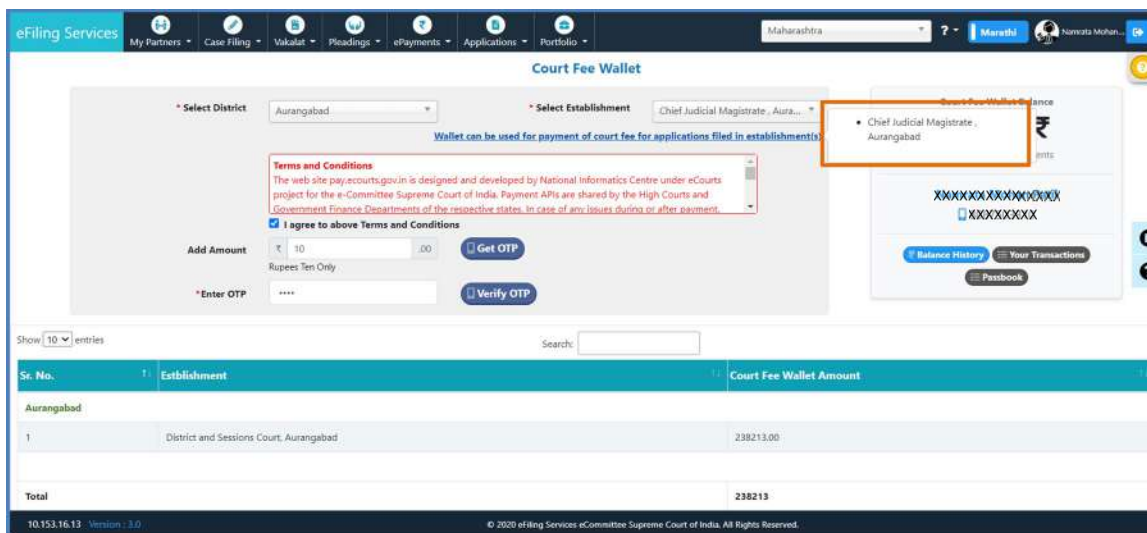 eFiling Services
My Partners
Case Filing
Vakalat
Pleadings
ePayments
Applications
Portfolio
Maharashtra
?
Marathi
Namrata Mohan...
Court Fee Wallet
* Select District
Aurangabad
* Select Establishment
Chief Judicial Magistrate , Aura...
Wallet can be used for payment of court fee for applications filed in establishment(s)
• Chief Judicial Magistrate , Aurangabad
₹
Terms and Conditions
The web site pay.ecourts.gov.in is designed and developed by National Informatics Centre under eCourts
project for the e-Committee Supreme Court of India. Payment APIs are shared by the High Courts and
Government Finance Departments of the respective states. In case of any issues during or after payment,
I agree to above Terms and Conditions
XXXXXXXX
Add Amount
₹ 10 .00
Get OTP
Rupees Ten Only
Balance History
Your Transactions
Passbook
*Enter OTP
****
Verify OTP
Show 10 entries
Search:
Sr. No.
Estblishment
Court Fee Wallet Amount
Aurangabad
1
District and Sessions Court, Aurangabad
238213.00
Total
238213
10.153.16.13 Version : 3.0
© 2020 eFiling Services eCommittee Supreme Court of India. All Rights Reserved.